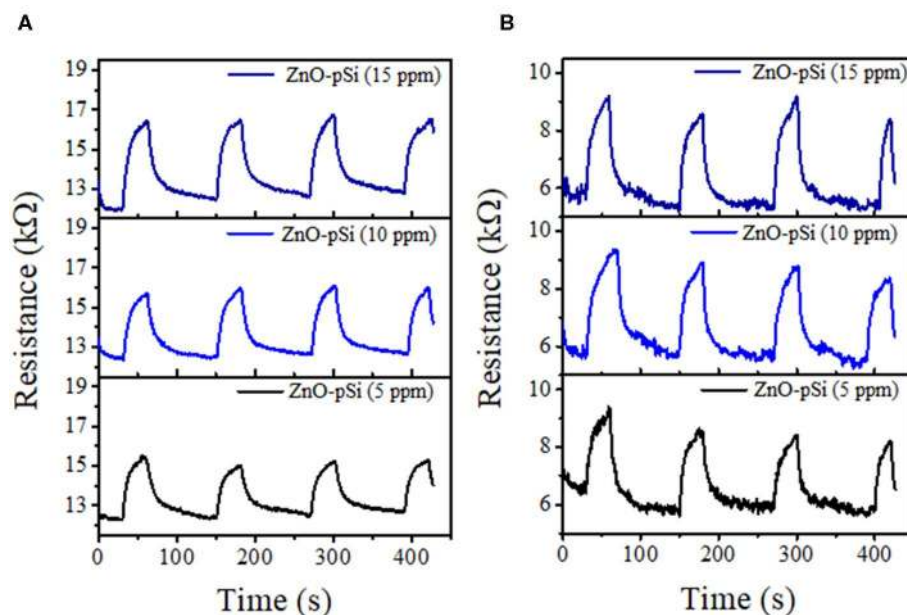 A
Resistance (kΩ)
19
17
15
13
ZnO-pSi (15 ppm)
19
17
15
13
ZnO-pSi (10 ppm)
19
17
15
13
ZnO-pSi (5 ppm)
0 100 200 300 400
Time (s)
B
Resistance (kΩ)
10
8
6
ZnO-pSi (15 ppm)
10
8
6
ZnO-pSi (10 ppm)
10
8
6
4
ZnO-pSi (5 ppm)
0 100 200 300 400
Time (s)